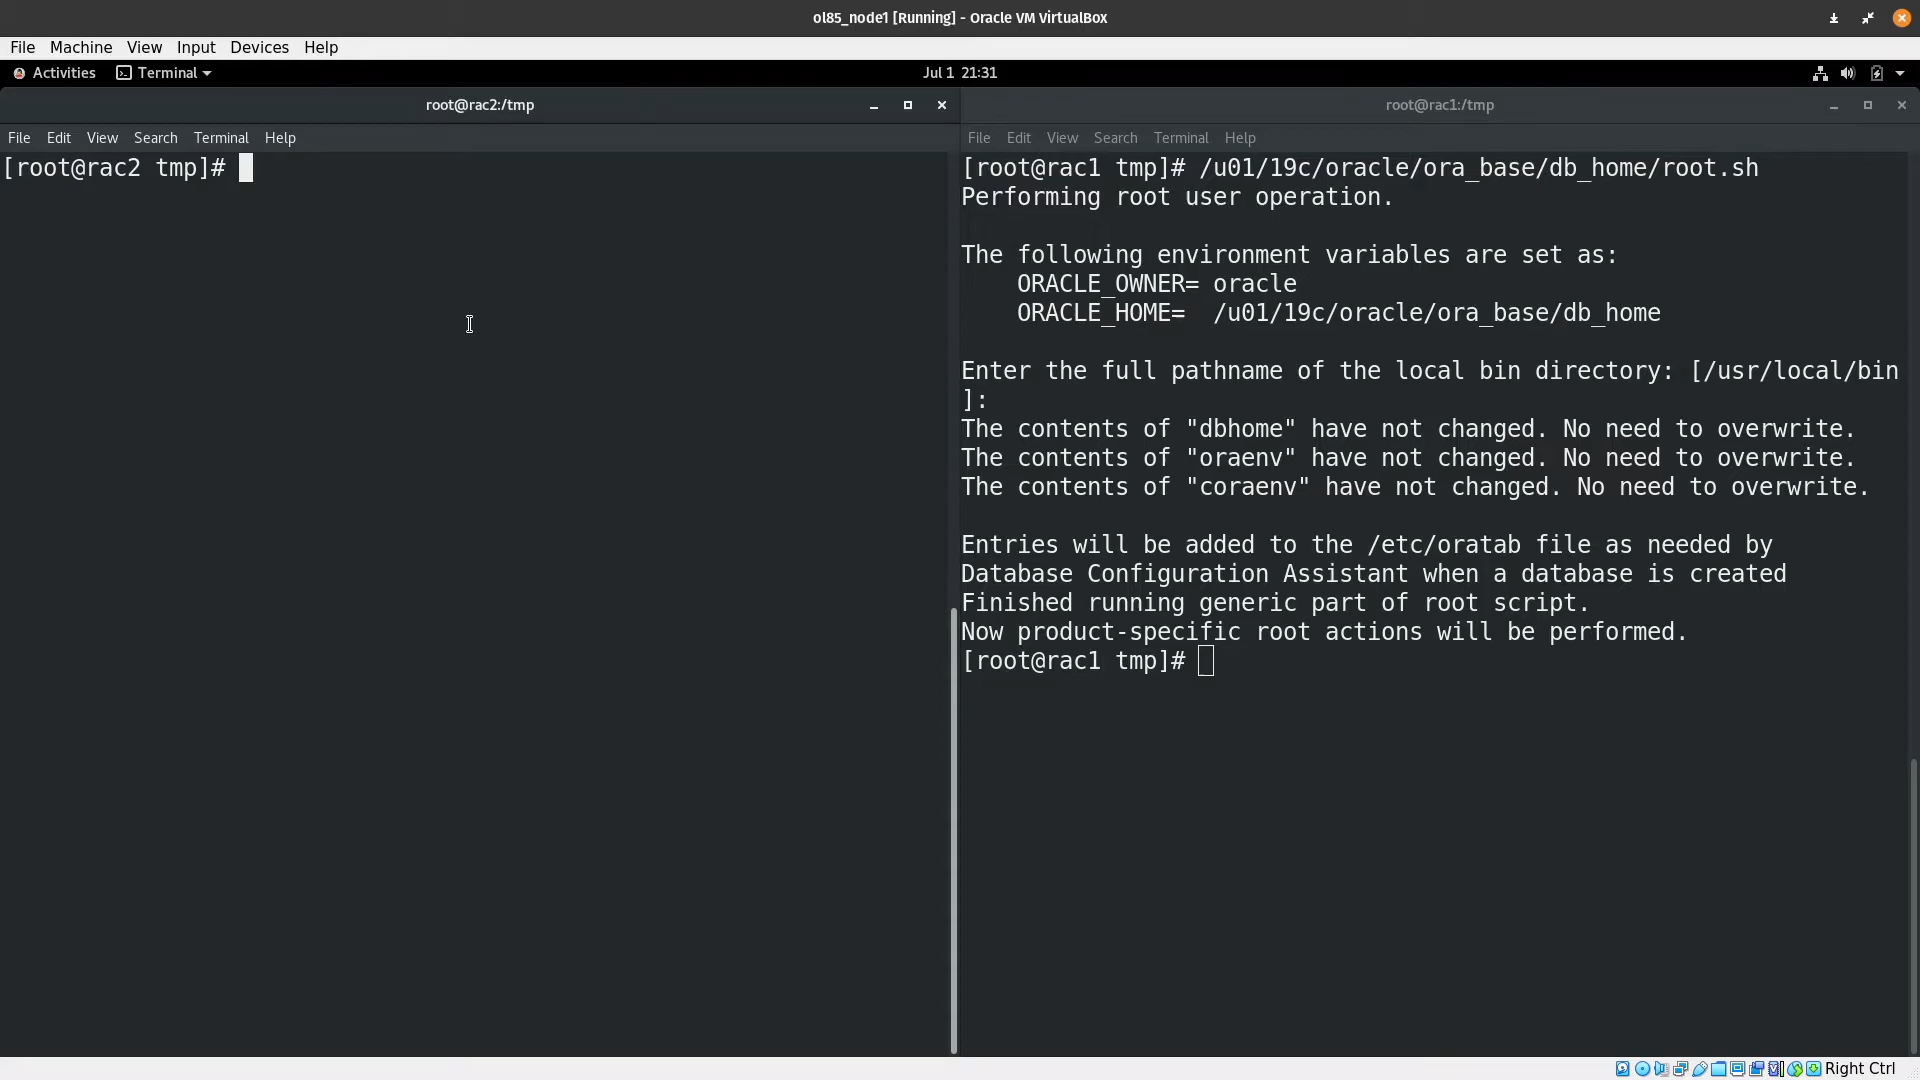 ol85_node1 [Running] - Oracle VM VirtualBox
File Machine View Input Devices Help
Activities Terminal Jul 1 21:31
root@rac2:/tmp
File Edit View Search Terminal Help
[root@rac2 tmp]#
root@rac1:/tmp
File Edit View Search Terminal Help
[root@rac1 tmp]# /u01/19c/oracle/ora_base/db_home/root.sh
Performing root user operation.
The following environment variables are set as:
ORACLE_OWNER= oracle
ORACLE_HOME=  /u01/19c/oracle/ora_base/db_home
Enter the full pathname of the local bin directory: [/usr/local/bin
]:
The contents of "dbhome" have not changed. No need to overwrite.
The contents of "oraenv" have not changed. No need to overwrite.
The contents of "coraenv" have not changed. No need to overwrite.
Entries will be added to the /etc/oratab file as needed by
Database Configuration Assistant when a database is created
Finished running generic part of root script.
Now product-specific root actions will be performed.
[root@rac1 tmp]#
Right Ctrl